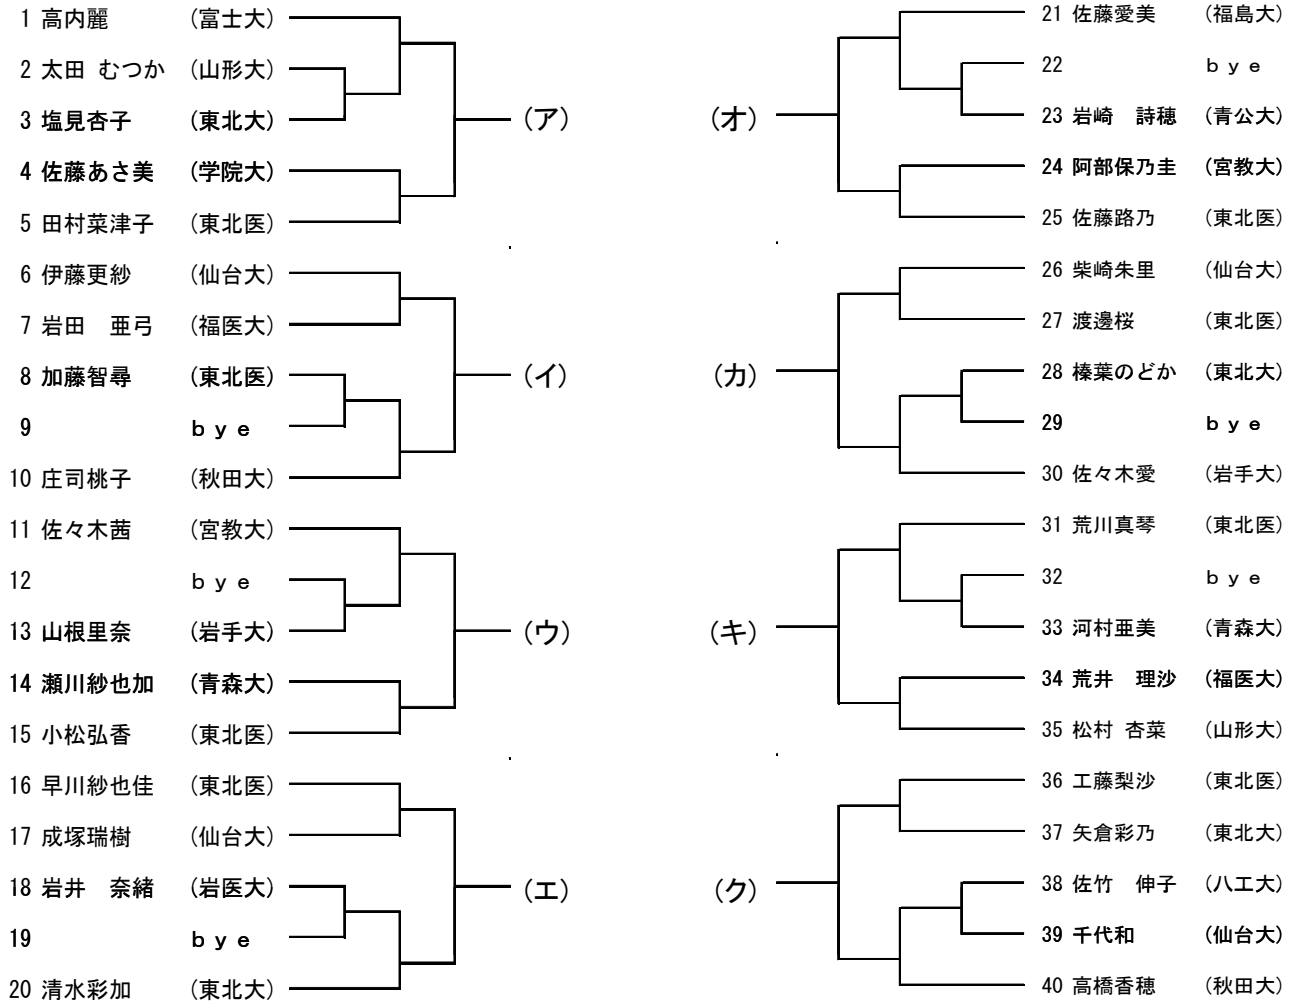 1 高内麗 (富士大)
2 太田 むつか (山形大)
3 塩見杏子 (東北大)
(ア)
4 佐藤あさ美 (学院大)
5 田村菜津子 (東北医)
6 伊藤更紗 (仙台大)
7 岩田　亜弓 (福医大)
8 加藤智尋 (東北医)
(イ)
9 ｂｙｅ
10 庄司桃子 (秋田大)
11 佐々木茜 (宮教大)
12 ｂｙｅ
13 山根里奈 (岩手大)
(ウ)
14 瀬川紗也加 (青森大)
15 小松弘香 (東北医)
16 早川紗也佳 (東北医)
17 成塚瑞樹 (仙台大)
18 岩井　奈緒 (岩医大)
(エ)
19 ｂｙｅ
20 清水彩加 (東北大)
21 佐藤愛美 (福島大)
22 ｂｙｅ
(オ)
23 岩崎　詩穂 (青公大)
24 阿部保乃圭 (宮教大)
25 佐藤路乃 (東北医)
26 柴崎朱里 (仙台大)
27 渡邊桜 (東北医)
(カ)
28 榛葉のどか (東北大)
29 ｂｙｅ
30 佐々木愛 (岩手大)
31 荒川真琴 (東北医)
32 ｂｙｅ
(キ)
33 河村亜美 (青森大)
34 荒井　理沙 (福医大)
35 松村 杏菜 (山形大)
36 工藤梨沙 (東北医)
37 矢倉彩乃 (東北大)
(ク)
38 佐竹　伸子 (八工大)
39 千代和 (仙台大)
40 高橋香穂 (秋田大)